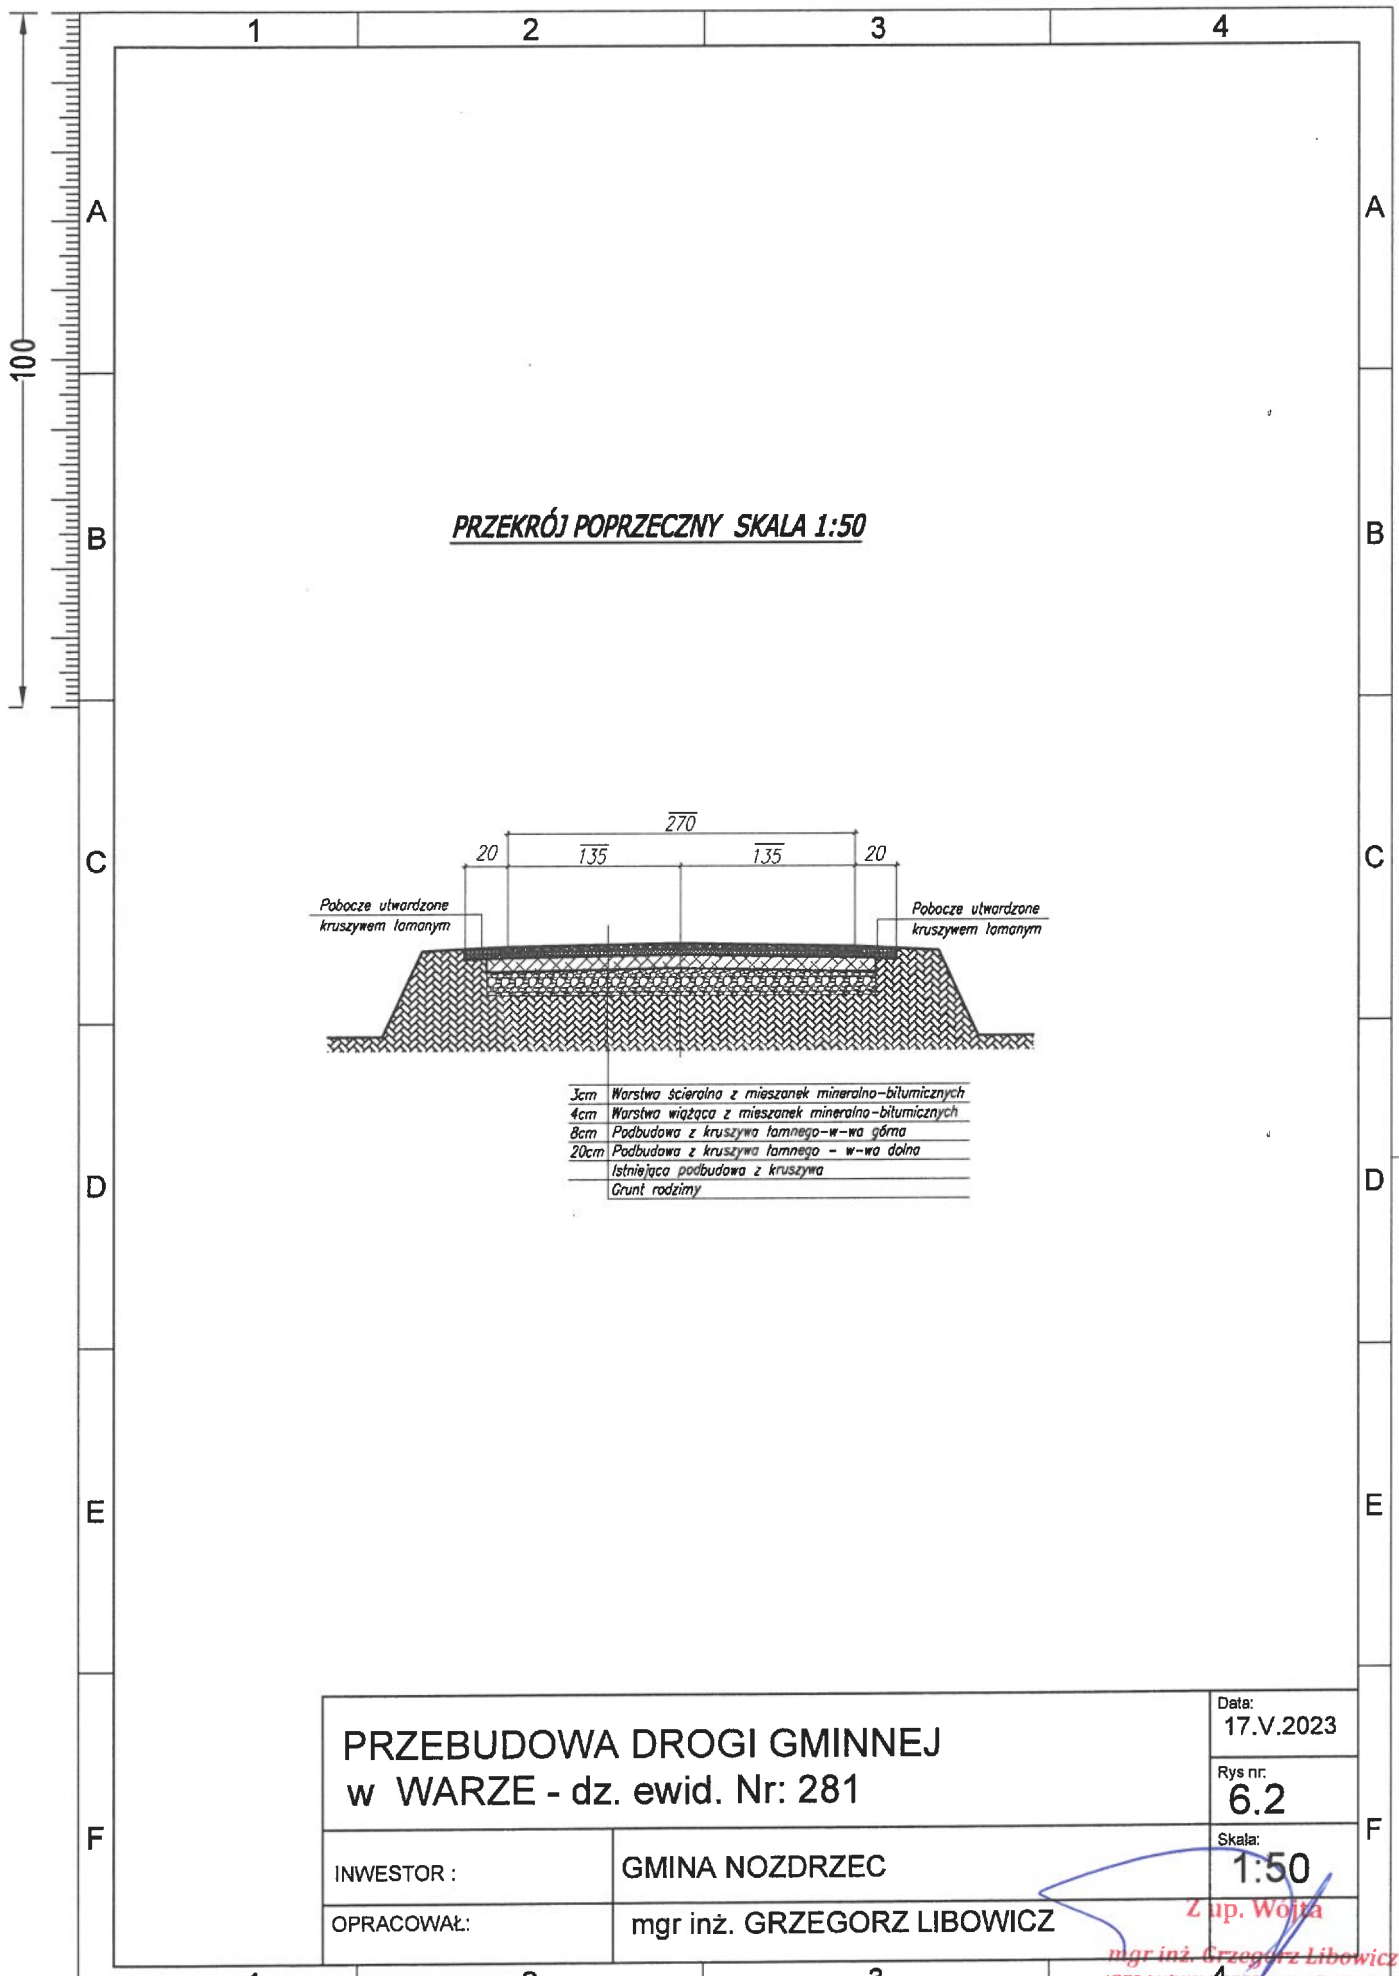 1 2 3 4
100
A A
PRZEKRÓJ POPRZECZNY SKALA 1:50
B B
270
20 135 135 20
C C
Pobocze utwardzone
kruszywem łamanym
Pobocze utwardzone
kruszywem łamanym
3cm Warstwa ścieralna z mieszanek mineralno-bitumicznych
4cm Warstwa wiążąca z mieszanek mineralno-bitumicznych
8cm Podbudowa z kruszywa łamnego-w-wa górna
20cm Podbudowa z kruszywa łamnego - w-wa dolna
Istniejąca podbudowa z kruszywa
Grunt rodzimy
D D
E E
PRZEBUDOWA DROGI GMINNEJ
w WARZE - dz. ewid. Nr: 281
Data:
17.V.2023
Rys nr:
6.2
F F
Skala:
1:50
INWESTOR :
GMINA NOZDRZEC
OPRACOWAŁ:
mgr inż. GRZEGORZ LIBOWICZ
Z up. Wójta
mgr inż. Grzegorz Libowicz